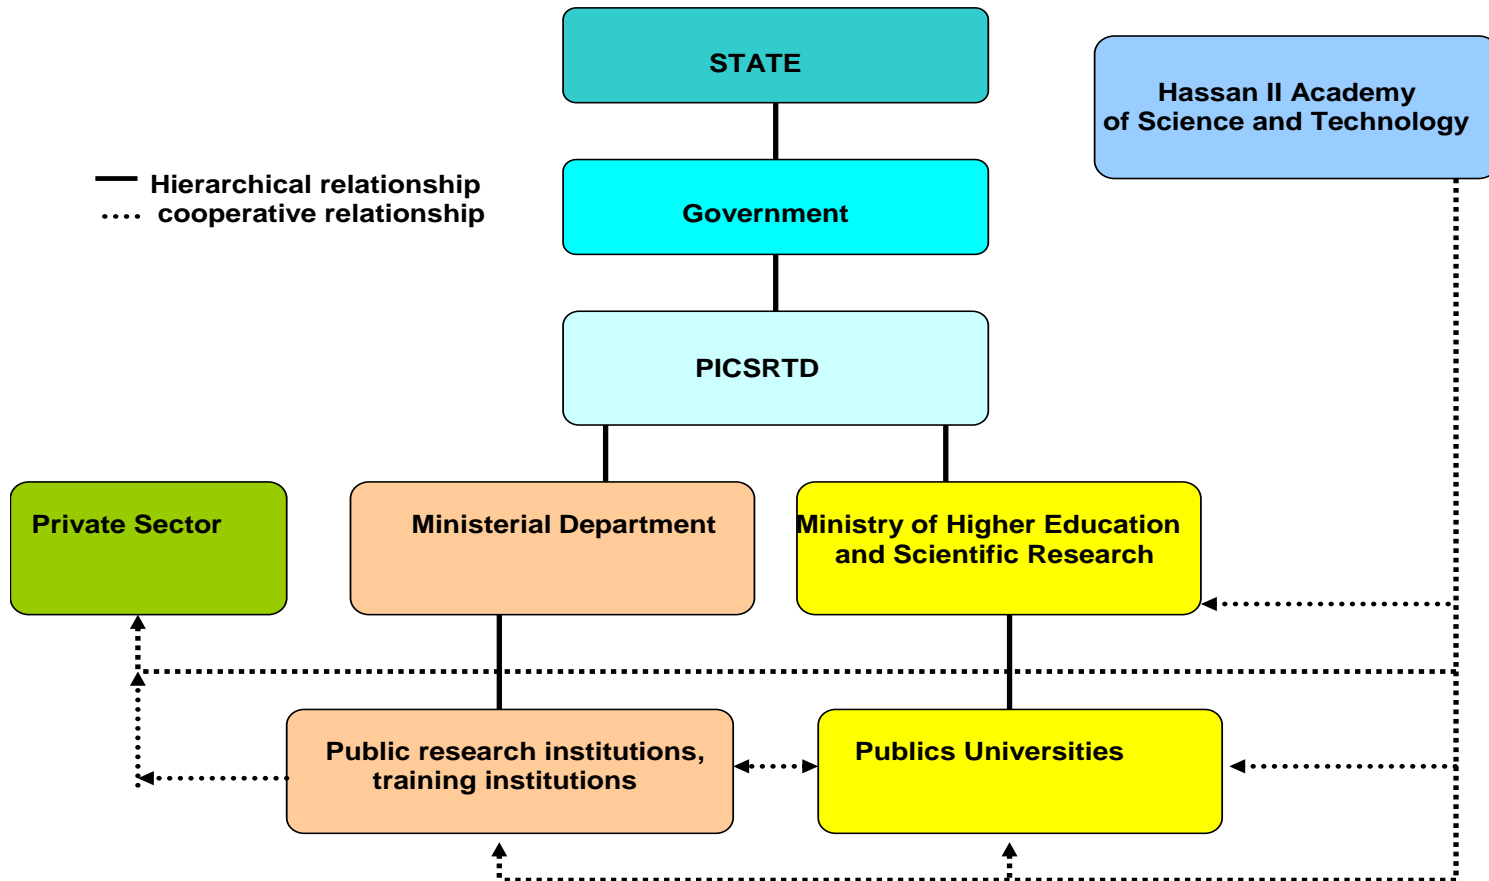 STATE
Hassan II Academy
of Science and Technology
Hierarchical relationship
cooperative relationship
Government
PICSRTD
Private Sector
Ministerial Department
Ministry of Higher Education
and Scientific Research
Public research institutions,
training institutions
Publics Universities